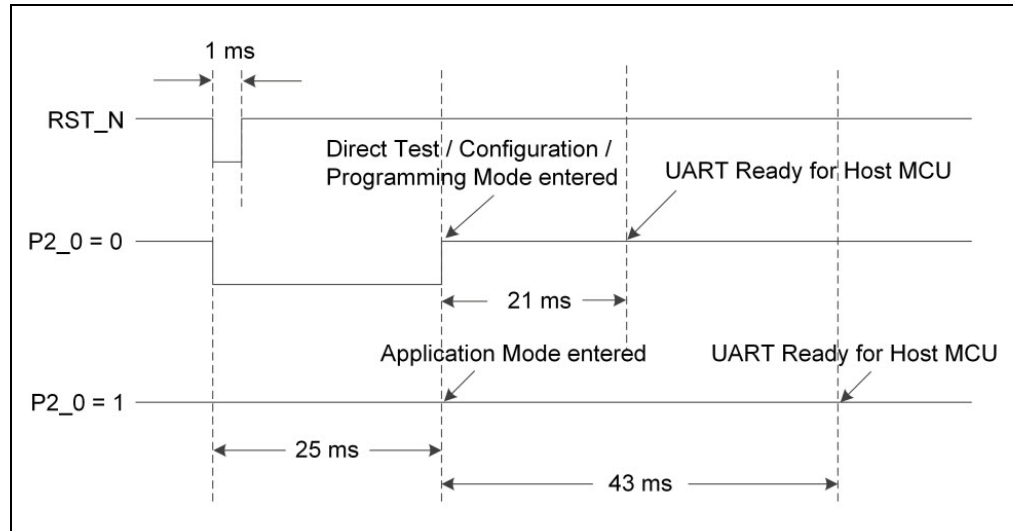 1 ms
RST_N
Direct Test / Configuration /
Programming Mode entered
UART Ready for Host MCU
P2_0 = 0
21 ms
Application Mode entered
UART Ready for Host MCU
P2_0 = 1
25 ms
43 ms